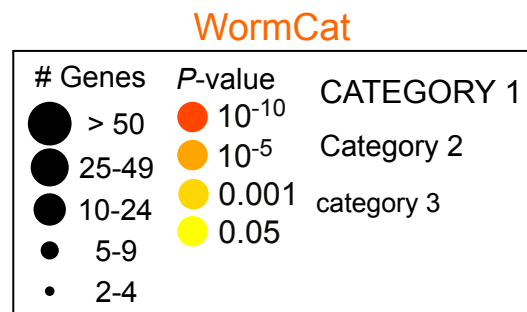 WormCat
# Genes P-value CATEGORY 1
> 50 10^-10
25-49 10^-5 Category 2
10-24 0.001 category 3
5-9 0.05
2-4